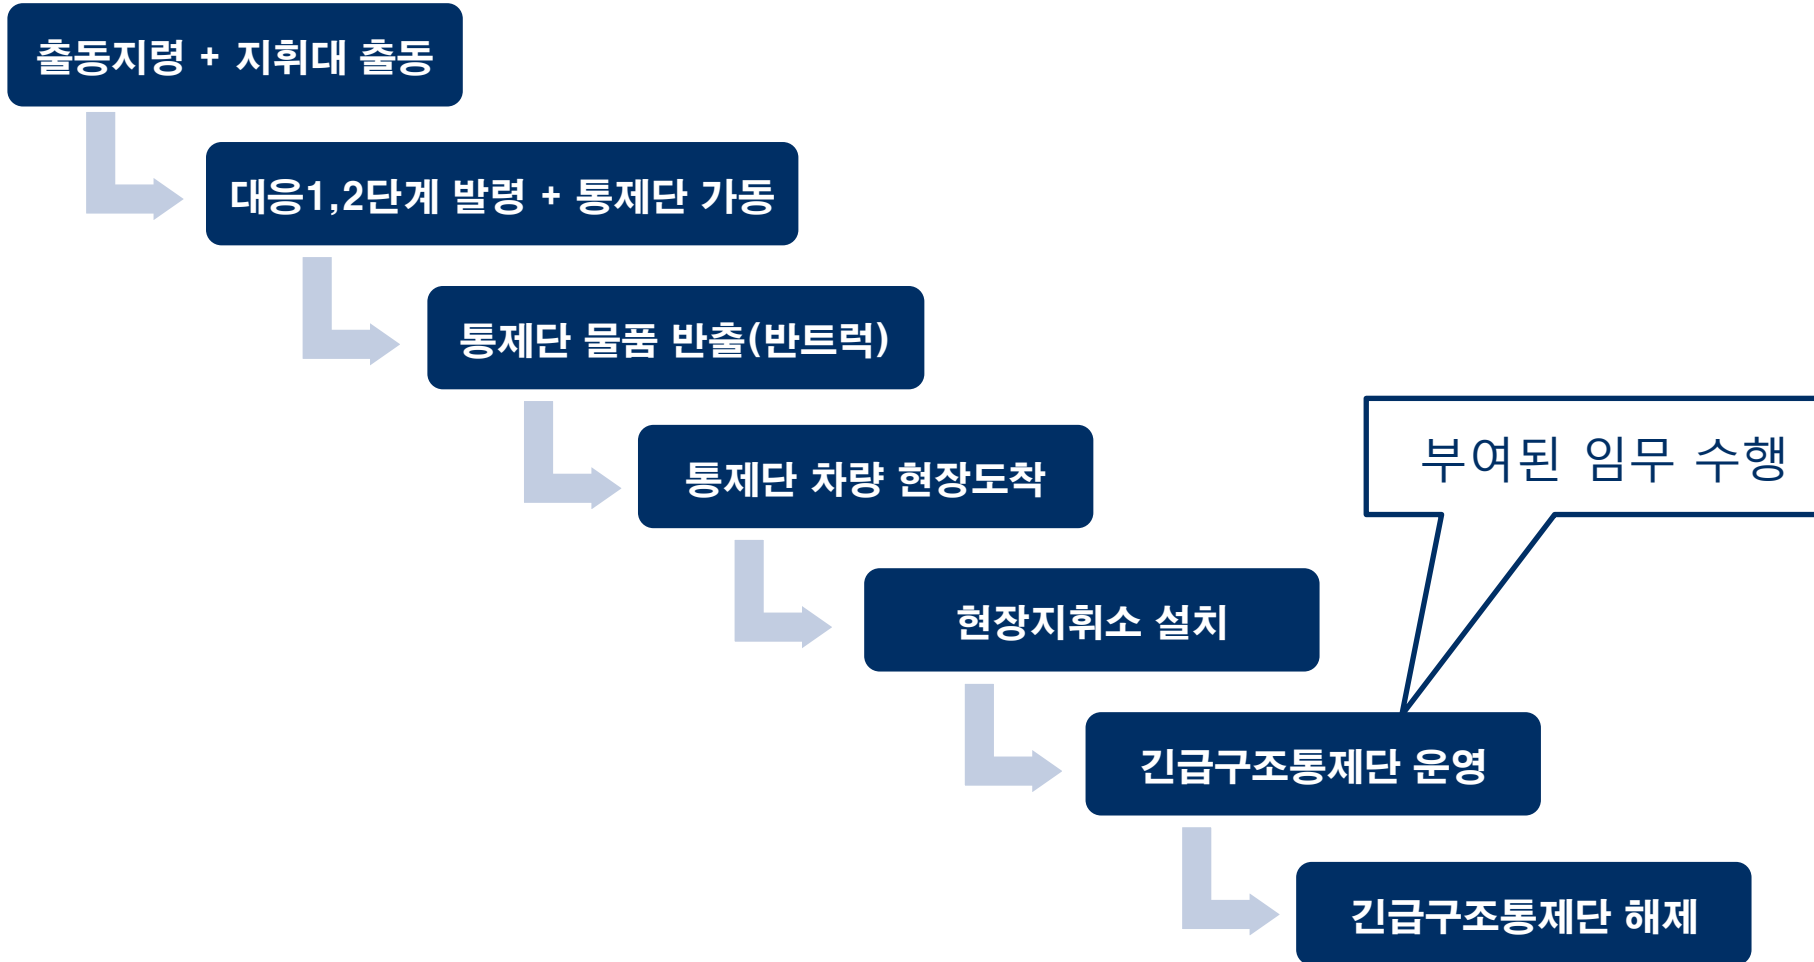 출동지령 + 지휘대 출동
대응1,2단계 발령 + 통제단 가동
통제단 물품 반출(반트럭)
통제단 차량 현장도착
부여된 임무 수행
현장지휘소 설치
긴급구조통제단 운영
긴급구조통제단 해제